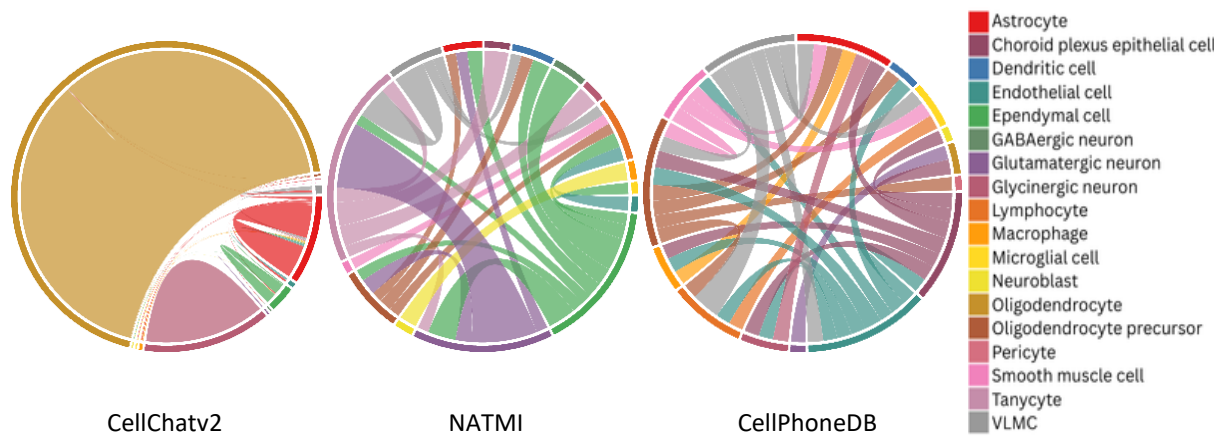 Astrocyte
Choroid plexus epithelial cell
Dendritic cell
Endothelial cell
Ependymal cell
GABAergic neuron
Glutamatergic neuron
Glycinergic neuron
Lymphocyte
Macrophage
Microglial cell
Neuroblast
Oligodendrocyte
Oligodendrocyte precursor
Pericyte
Smooth muscle cell
Tanycyte
VLMC
CellChatv2
NATMI
CellPhoneDB